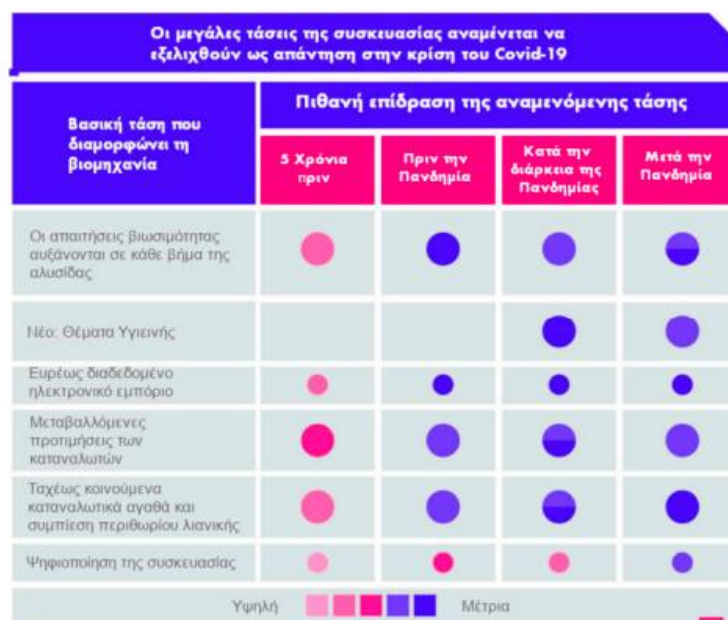 Οι μεγάλες τάσεις της συσκευασίας αναμένεται να
εξελιχθούν ως απάντηση στην κρίση του Covid-19
Βασική τάση που
διαμορφώνει τη
βιομηχανία
Πιθανή επίδραση της αναμενόμενης τάσης
5 Χρόνια
πριν
Πριν την
Πανδημία
Κατά την
διάρκεια της
Πανδημίας
Μετά την
Πανδημία
Οι απαιτήσεις βιωσιμότητας
αυξάνονται σε κάθε βήμα της
αλυσίδας
Νέο: Θέματα Υγιεινής
Ευρέως διαδεδομένο
ηλεκτρονικό εμπόριο
Μεταβαλλόμενες
προτιμήσεις των
καταναλωτών
Ταχέως κοινούμενα
καταναλωτικά αγαθά και
συμπίεση περιθωρίου λιανικής
Ψηφιοποίηση της συσκευασίας
Υψηλή
Μέτρια